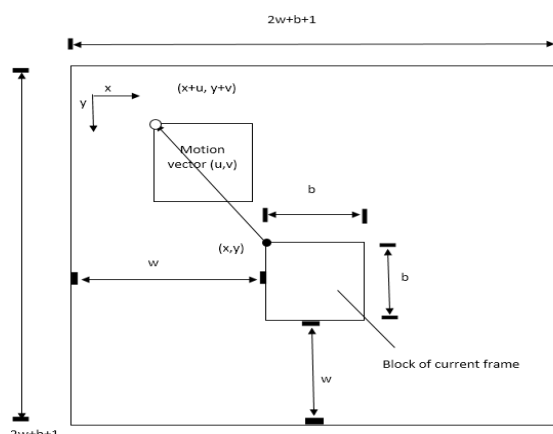 2w+b+1
x
(x+u, y+v)
y
Motion
vector (u,v)
b
(x,y)
w
b
Block of current frame
w
2w+b+1